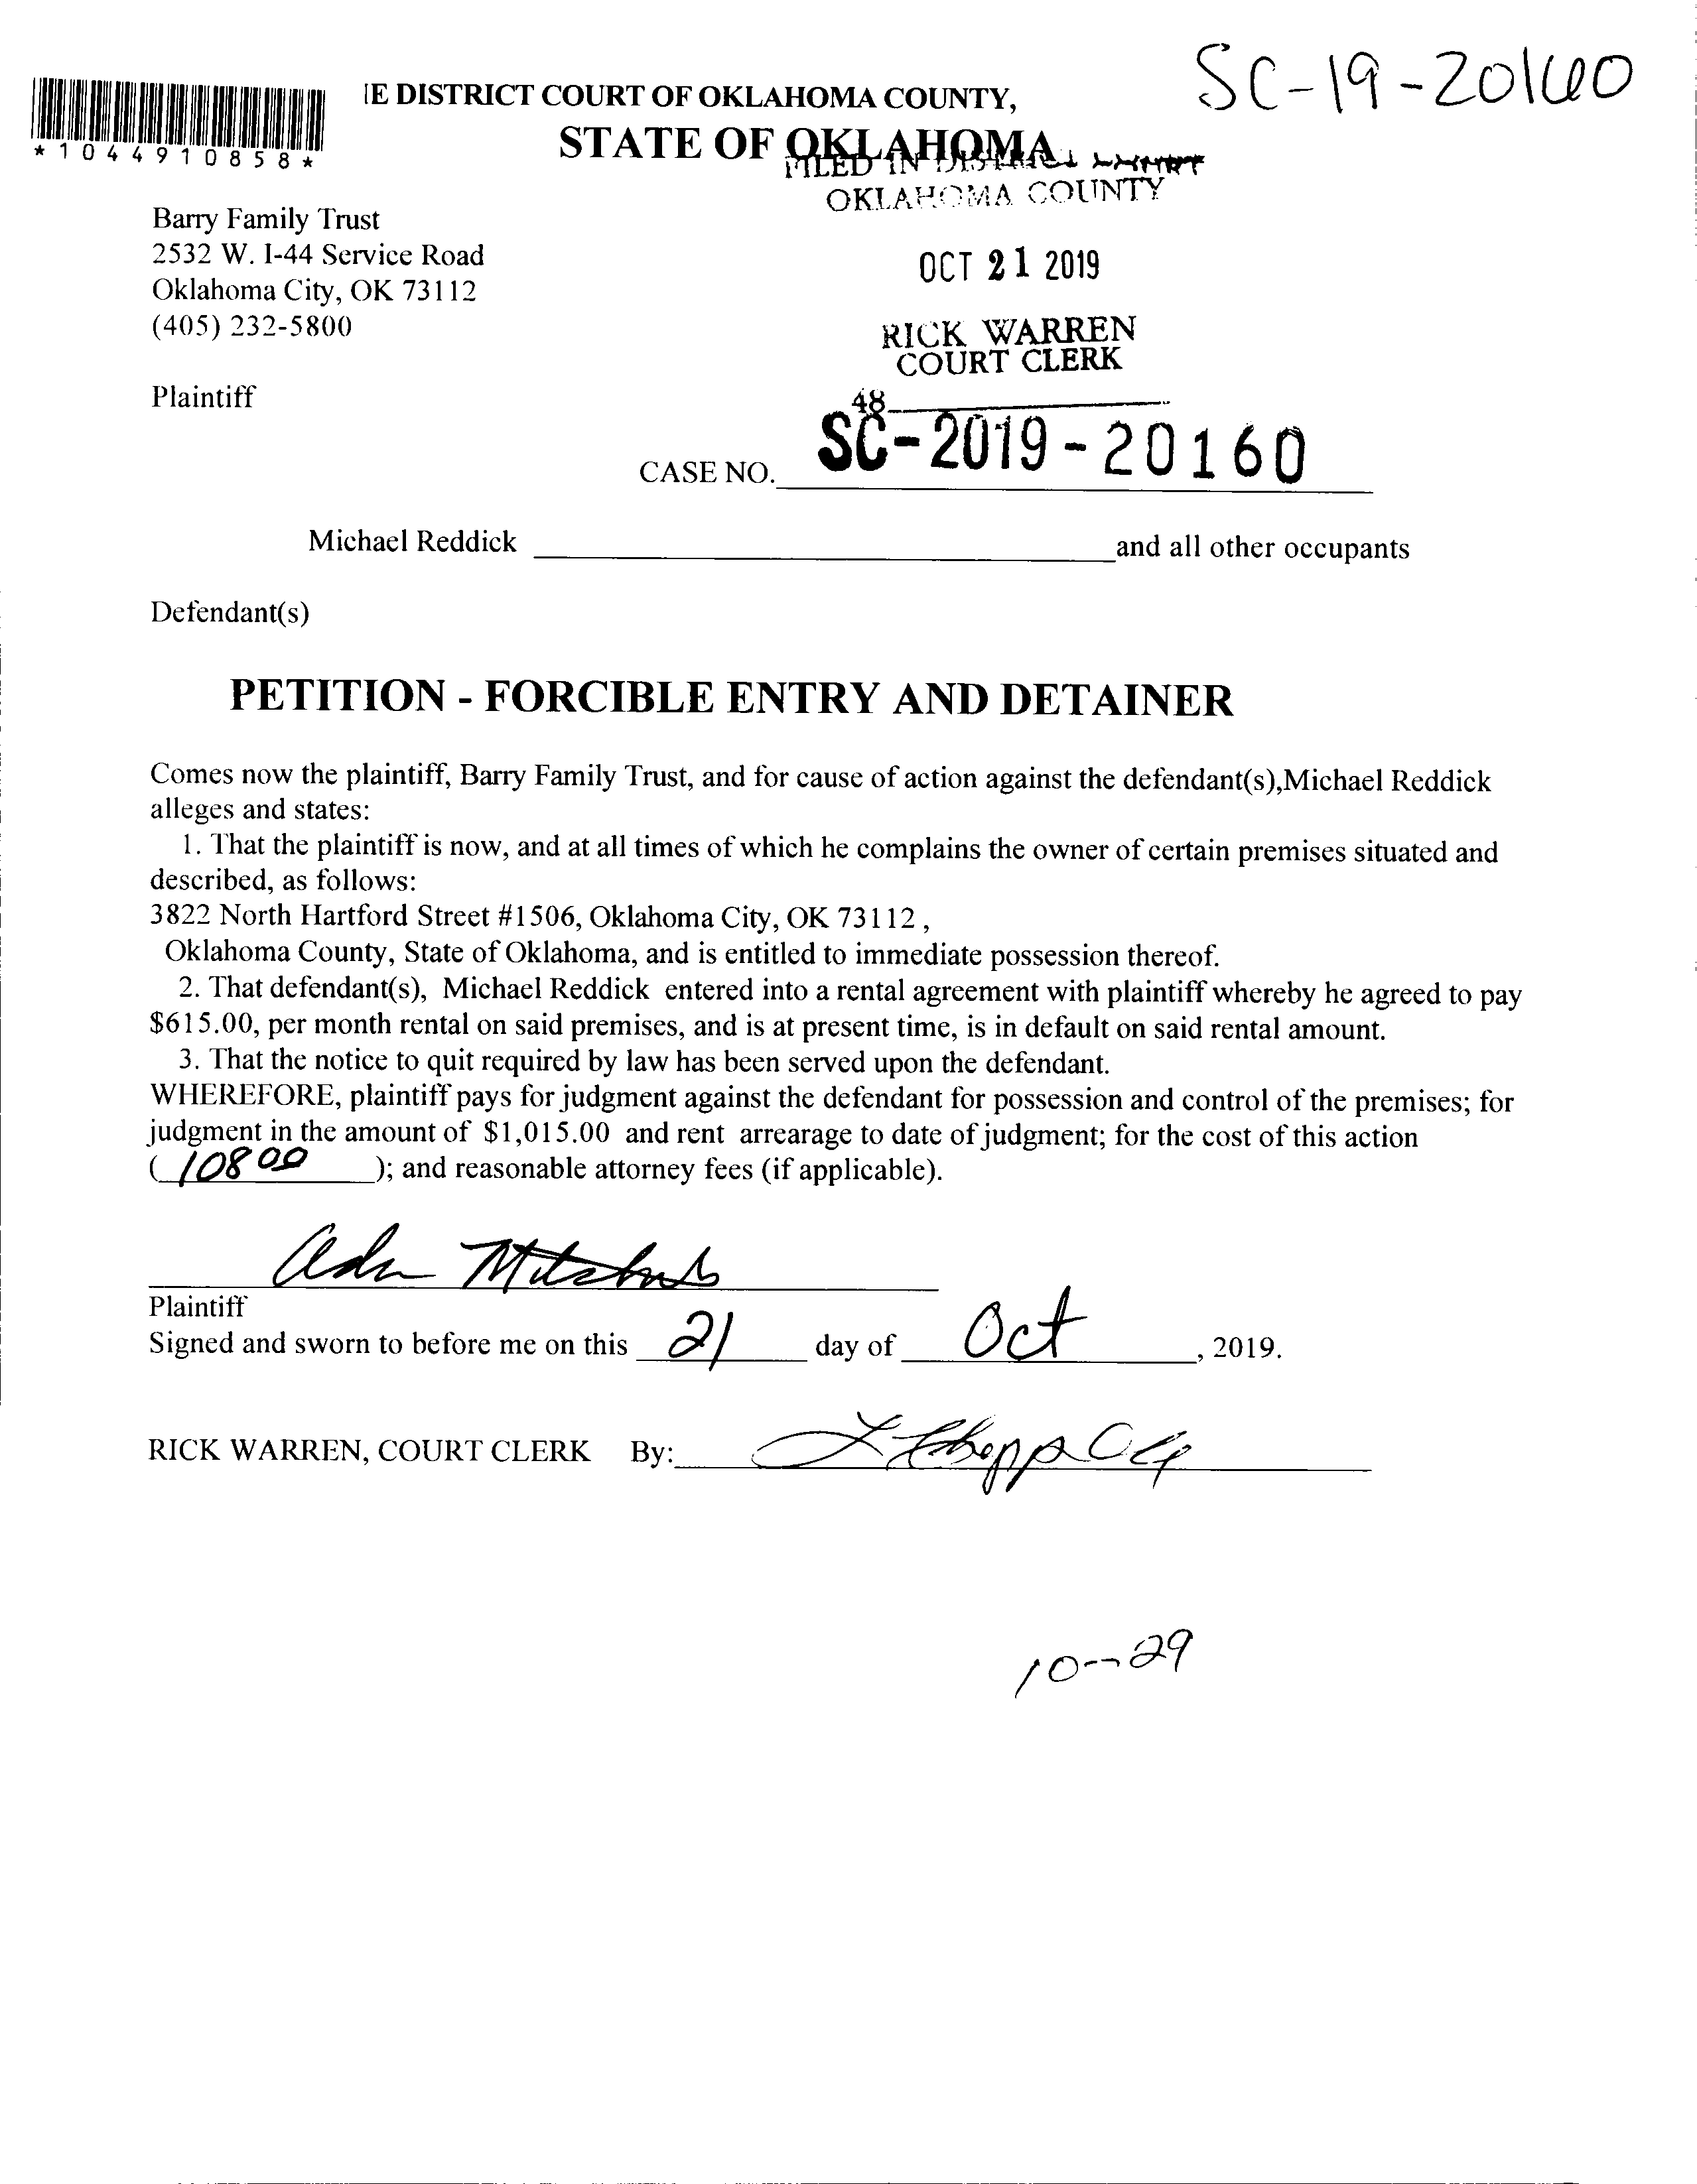 SC-19-20160
E DISTRICT COURT OF OKLAHOMA COUNTY,
*1044910858*
STATE OF OKLAHOMA
FILED IN DISTRICT COURT
OKLAHOMA COUNTY
Barry Family Trust
2532 W. I-44 Service Road
Oklahoma City, OK 73112
(405) 232-5800
OCT 21 2019
RICK WARREN
COURT CLERK
Plaintiff
48
CASE NO. SC-2019-20160
Michael Reddick and all other occupants
Defendant(s)
PETITION - FORCIBLE ENTRY AND DETAINER
Comes now the plaintiff, Barry Family Trust, and for cause of action against the defendant(s),Michael Reddick
alleges and states:
1. That the plaintiff is now, and at all times of which he complains the owner of certain premises situated and
described, as follows:
3822 North Hartford Street #1506, Oklahoma City, OK 73112 ,
Oklahoma County, State of Oklahoma, and is entitled to immediate possession thereof.
2. That defendant(s), Michael Reddick entered into a rental agreement with plaintiff whereby he agreed to pay
$615.00, per month rental on said premises, and is at present time, is in default on said rental amount.
3. That the notice to quit required by law has been served upon the defendant.
WHEREFORE, plaintiff pays for judgment against the defendant for possession and control of the premises; for
judgment in the amount of $1,015.00 and rent arrearage to date of judgment; for the cost of this action
( 108 00 ); and reasonable attorney fees (if applicable).
Plaintiff
Signed and sworn to before me on this 21 day of Oct , 2019.
RICK WARREN, COURT CLERK By:
10--29